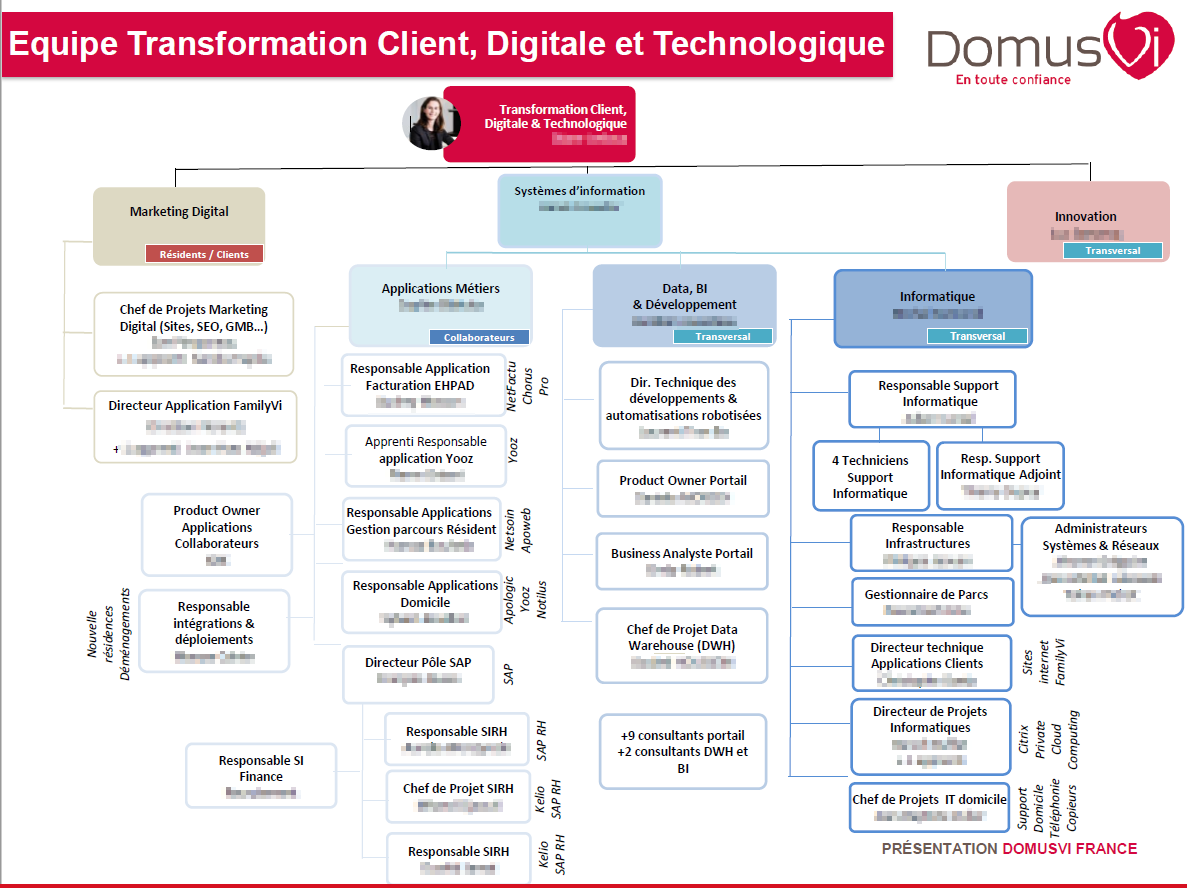 Equipe Transformation Client, Digitale et Technologique
DomusVi
En toute confiance
Transformation Client,
Digitale & Technologique
Marketing Digital
Résidents / Clients
Systèmes d'information
Innovation
Transversal
Chef de Projets Marketing
Digital (Sites, SEO, GMB...)
Directeur Application FamilyVi
+
Applications Métiers
Collaborateurs
Responsable Application
Facturation EHPAD
NetFactu
Chorus
Pro
Apprenti Responsable
application Yooz
Yooz
Responsable Applications
Gestion parcours Résident
Netsoin
Apoweb
Responsable Applications
Domicile
Apologic
Yooz
Notilus
Directeur Pôle SAP
SAP
Product Owner
Applications
Collaborateurs
Responsable
intégrations &
déploiements
Nouvelle
résidences
Déménagements
Responsable SI
Finance
Responsable SIRH
SAP RH
Chef de Projet SIRH
Kelio
SAP RH
Responsable SIRH
Kelio
SAP RH
Data, BI
& Développement
Transversal
Dir. Technique des
développements &
automatisations robotisées
Product Owner Portail
Business Analyste Portail
Chef de Projet Data
Warehouse (DWH)
+9 consultants portail
+2 consultants DWH et
BI
Informatique
Transversal
Responsable Support
Informatique
4 Techniciens
Support
Informatique
Resp. Support
Informatique Adjoint
Responsable
Infrastructures
Administrateurs
Systèmes & Réseaux
Gestionnaire de Parcs
Directeur technique
Applications Clients
Sites
internet
FamilyVi
Directeur de Projets
Informatiques
Citrix
Private
Cloud
Computing
Chef de Projets IT domicile
Support
Domicile
Téléphonie
Copieurs
PRÉSENTATION DOMUSVI FRANCE